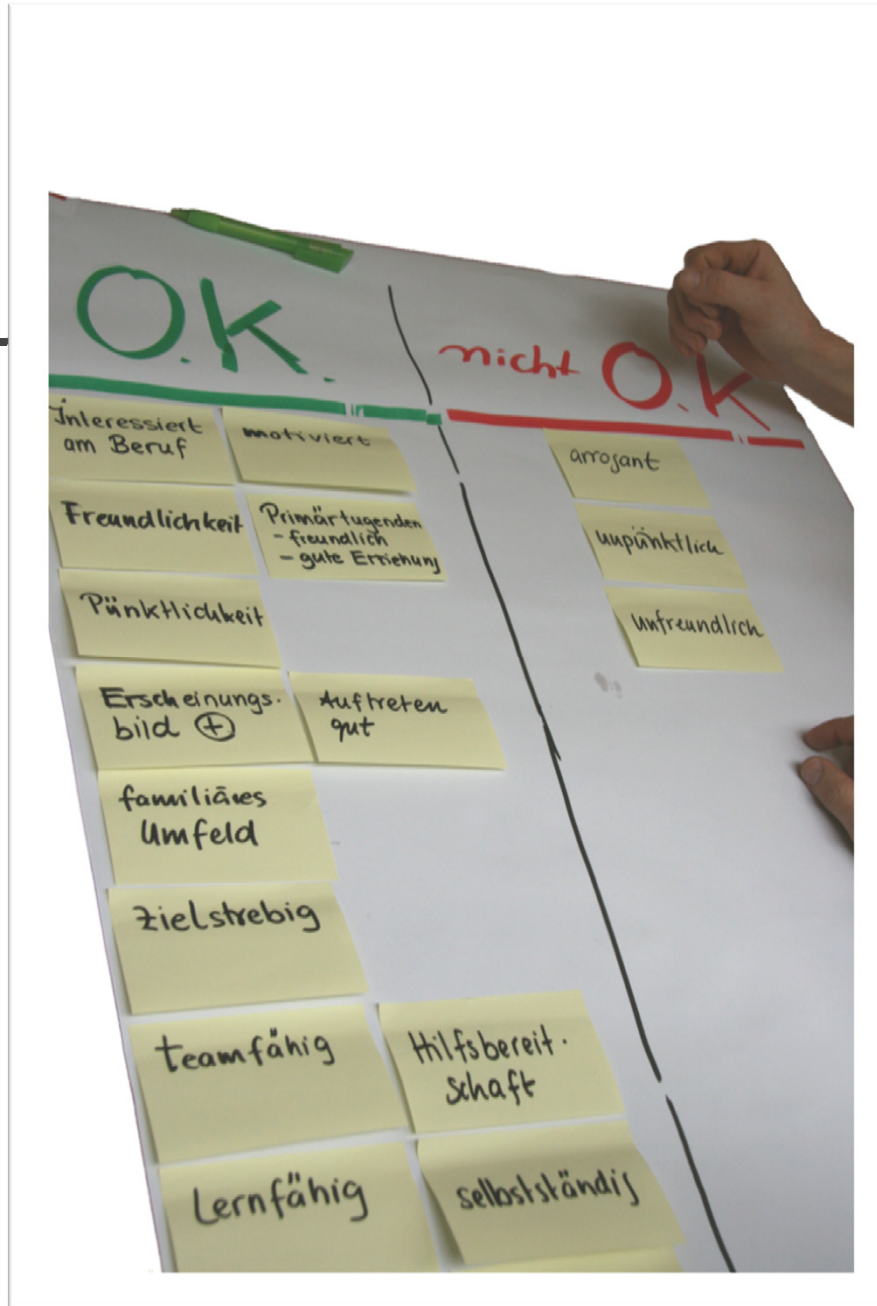 O.K.
nicht O.K
Interessiert
am Beruf
motiviert
Freundlichkeit
Primärtugenden
- freundlich
- gute Erziehung
Pünktlichkeit
Erscheinungs-
bild +
Auftreten
gut
familiäres
Umfeld
zielstrebig
teamfähig
Hilfsbereit-
schaft
Lernfähig
selbstständig
arrogant
unpünktlich
Unfreundlich